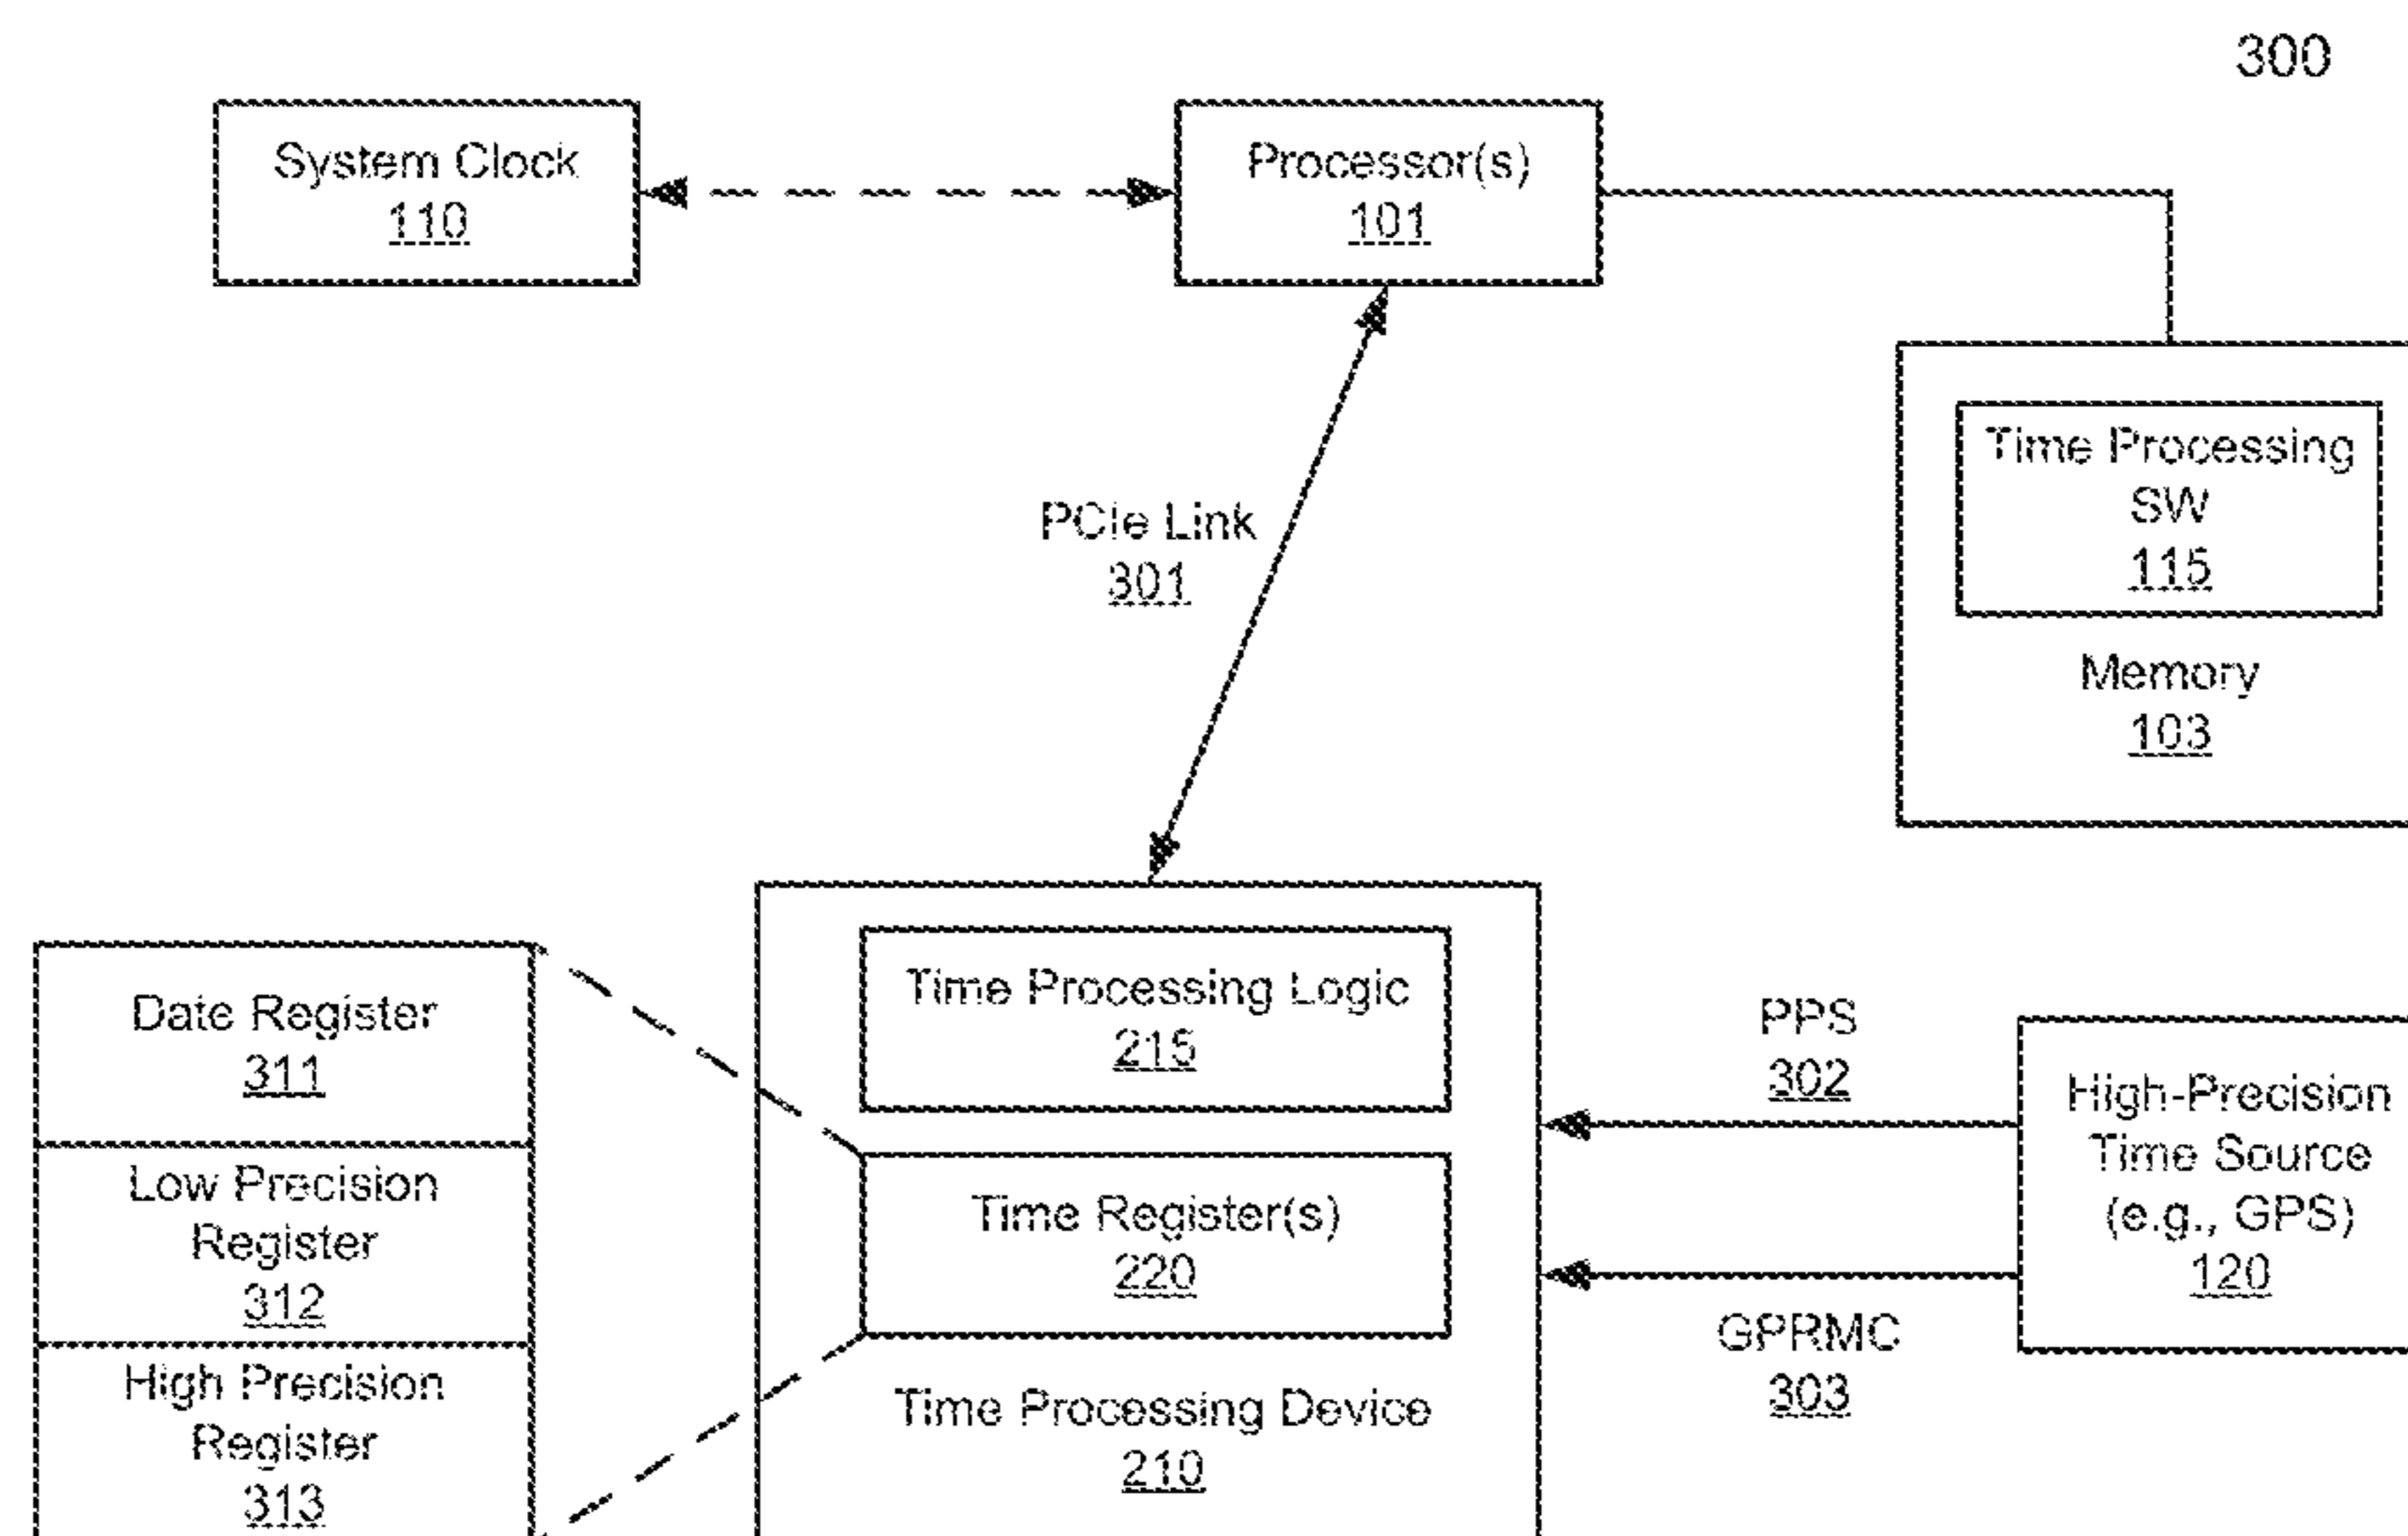 300
System Clock
110
Processor(s)
101
PCIe Link
301
Time Processing
SW
115
Memory
103
Date Register
311
Low Precision
Register
312
High Precision
Register
313
Time Processing Logic
215
Time Register(s)
220
Time Processing Device
210
PPS
302
GPRMC
303
High-Precision
Time Source
(e.g., GPS)
120